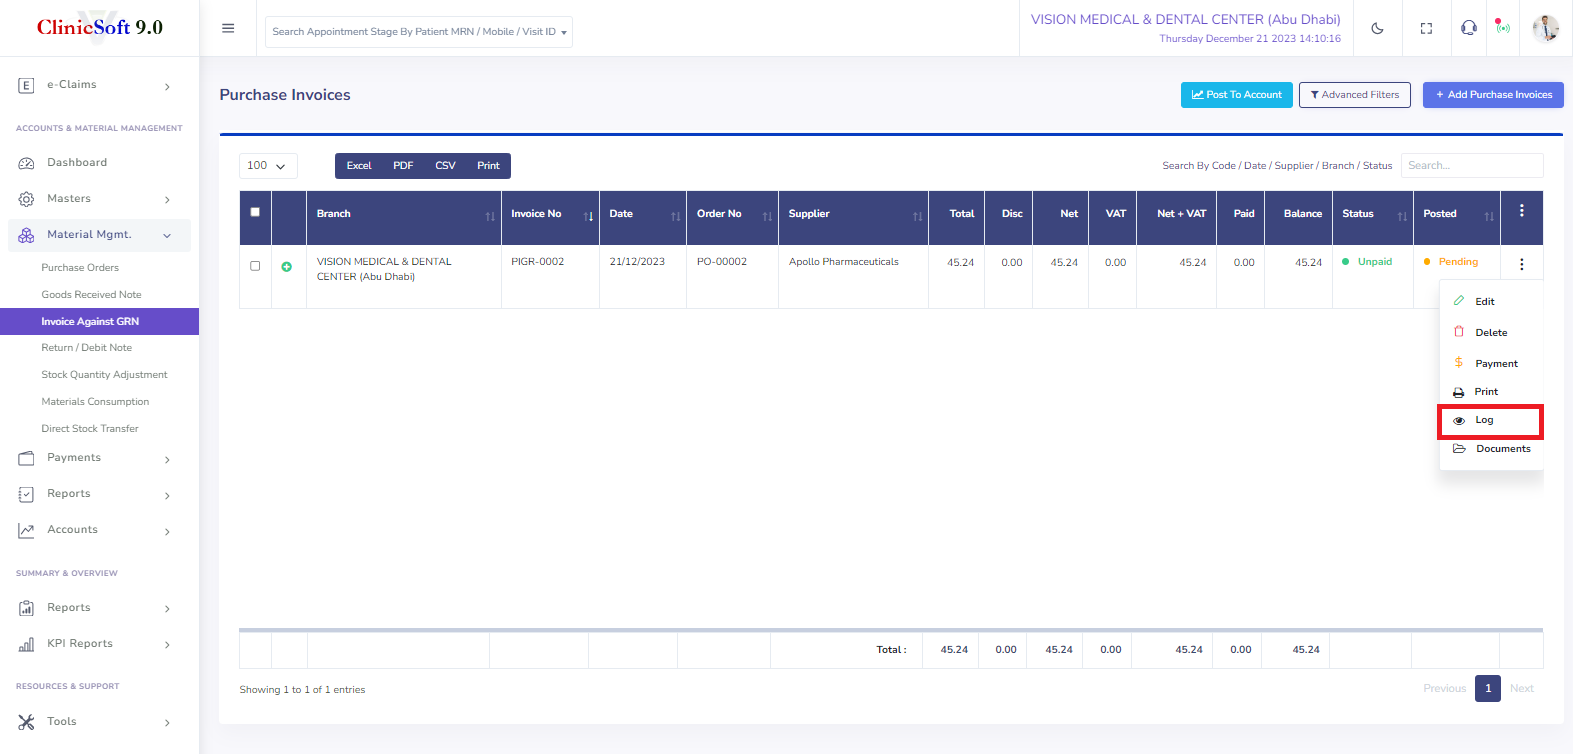 ClinicSoft 9.0
Search Appointment Stage By Patient MRN / Mobile / Visit ID
VISION MEDICAL & DENTAL CENTER (Abu Dhabi)
Thursday December 21 2023 14:10:16
E e-Claims
ACCOUNTS & MATERIAL MANAGEMENT
Dashboard
Masters
Material Mgmt.
Purchase Orders
Goods Received Note
Invoice Against GRN
Return / Debit Note
Stock Quantity Adjustment
Materials Consumption
Direct Stock Transfer
Payments
Reports
Accounts
SUMMARY & OVERVIEW
Reports
KPI Reports
RESOURCES & SUPPORT
Tools
Purchase Invoices
Post To Account
Advanced Filters
+ Add Purchase Invoices
100
Excel PDF CSV Print
Search By Code / Date / Supplier / Branch / Status Search...
Branch Invoice No Date Order No Supplier Total Disc Net VAT Net + VAT Paid Balance Status Posted
VISION MEDICAL & DENTAL PIGR-0002 21/12/2023 PO-00002 Apollo Pharmaceuticals 45.24 0.00 45.24 0.00 45.24 0.00 45.24 Unpaid Pending
CENTER (Abu Dhabi)
Edit
Delete
$ Payment
Print
Log
Documents
Total : 45.24 0.00 45.24 0.00 45.24 0.00 45.24
Showing 1 to 1 of 1 entries
Previous 1 Next